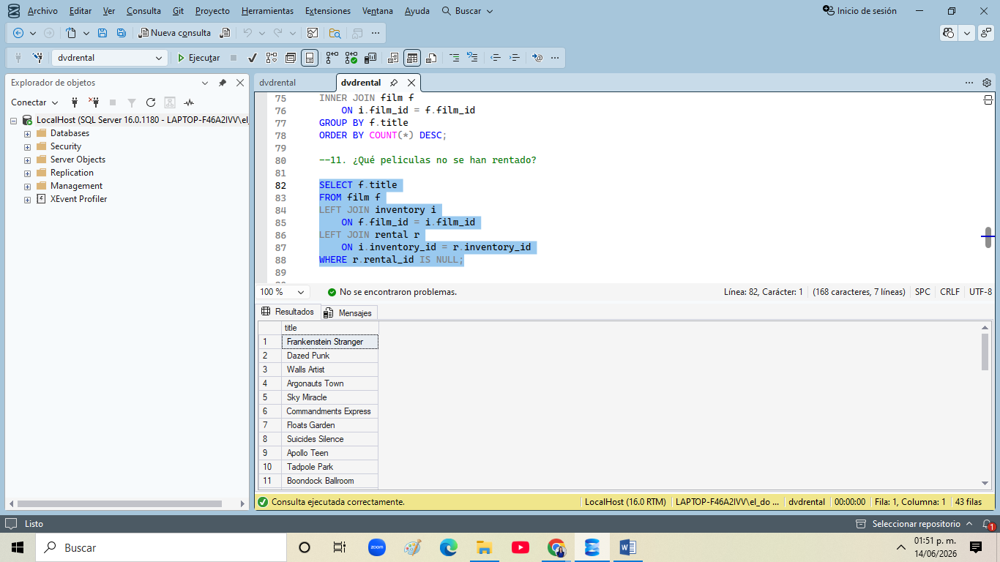 Archivo Editar Ver Consulta Git Proyecto Herramientas Extensiones Ventana Ayuda Buscar Inicio de sesión
Nueva consulta
dvdrental Ejecutar
Explorador de objetos
Conectar
LocalHost (SQL Server 16.0.1180 - LAPTOP-F46A2IVV\el_
Databases
Security
Server Objects
Replication
Management
XEvent Profiler
dvdrental dvdrental
75 INNER JOIN film f
76 ON i.film_id = f.film_id
77 GROUP BY f.title
78 ORDER BY COUNT(*) DESC;
79
80 --11. ¿Qué peliculas no se han rentado?
81
82 SELECT f.title
83 FROM film f
84 LEFT JOIN inventory i
85 ON f.film_id = i.film_id
86 LEFT JOIN rental r
87 ON i.inventory_id = r.inventory_id
88 WHERE r.rental_id IS NULL;
89
100 % No se encontraron problemas. Línea: 82, Carácter: 1 (168 caracteres, 7 líneas) SPC CRLF UTF-8
Resultados Mensajes
title
1 Frankenstein Stranger
2 Dazed Punk
3 Walls Artist
4 Argonauts Town
5 Sky Miracle
6 Commandments Express
7 Floats Garden
8 Suicides Silence
9 Apollo Teen
10 Tadpole Park
11 Boondock Ballroom
Consulta ejecutada correctamente. LocalHost (16.0 RTM) LAPTOP-F46A2IVV\el_do ... dvdrental 00:00:00 Fila: 1, Columna: 1 43 filas
Listo Seleccionar repositorio 1
Buscar zoom 01:51 p. m.
14/06/2026